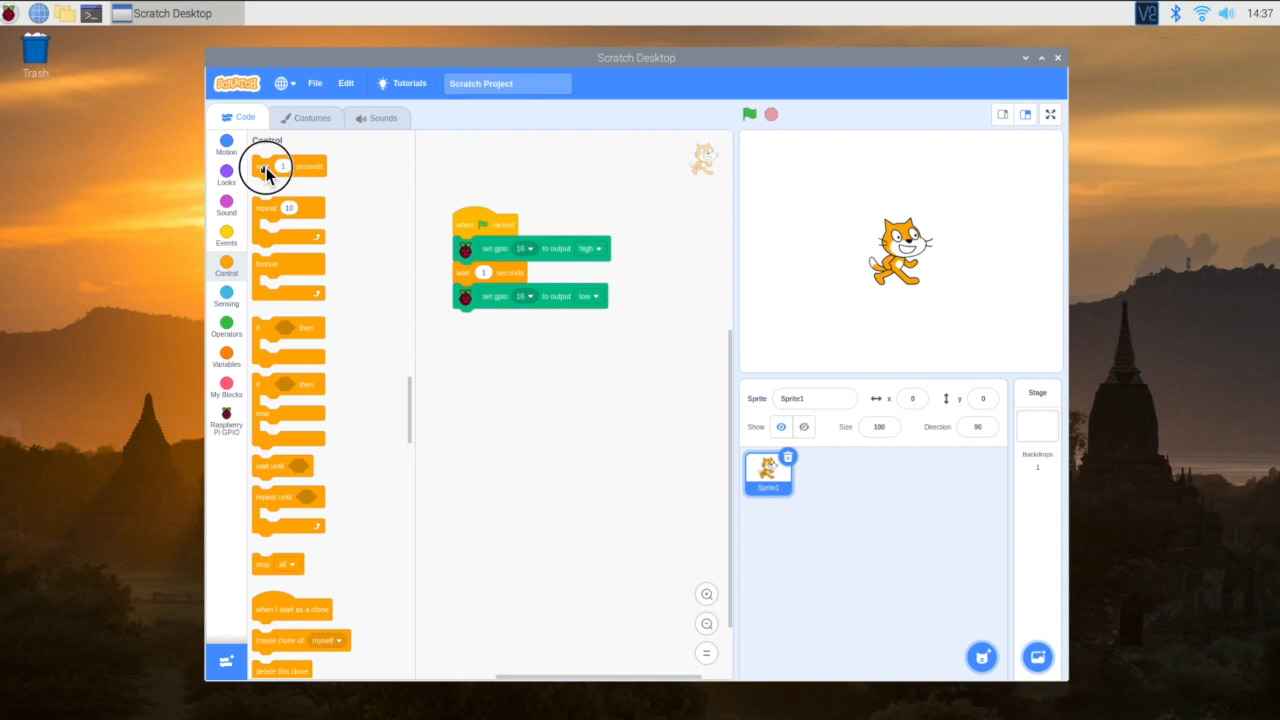 Scratch Desktop
14:37
Trash
Scratch Desktop
SCRATCH
File
Edit
Tutorials
Scratch Project
Code
Costumes
Sounds
Motion
Looks
Sound
Events
Control
Sensing
Operators
Variables
My Blocks
Raspberry
Pi GPIO
Control
1 seconds
repeat 10
forever
if then
if then
else
wait until
repeat until
stop all
when I start as a clone
create clone of myself
delete this clone
when clicked
set gpio 16 to output high
wait 1 seconds
set gpio 16 to output low
Sprite Sprite1 x 0 y 0
Show Size 100 Direction 90
Sprite1
Stage
Backdrops
1